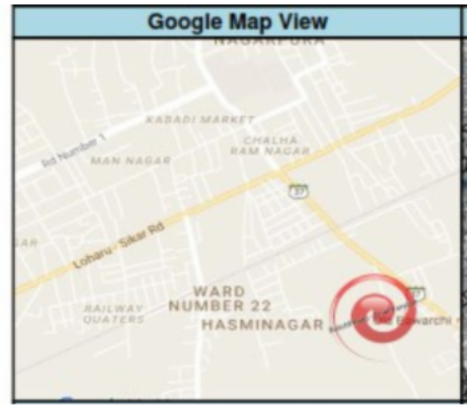 Google Map View
NAGARPURA
KABADI MARKET
CHALHA
RAM NAGAR
Rd Number 1
MAN NAGAR
37
Loharu - Sikar Rd
WARD
NUMBER 22
RAILWAY
QUATERS
HASMINAGAR
37
Bawarchi